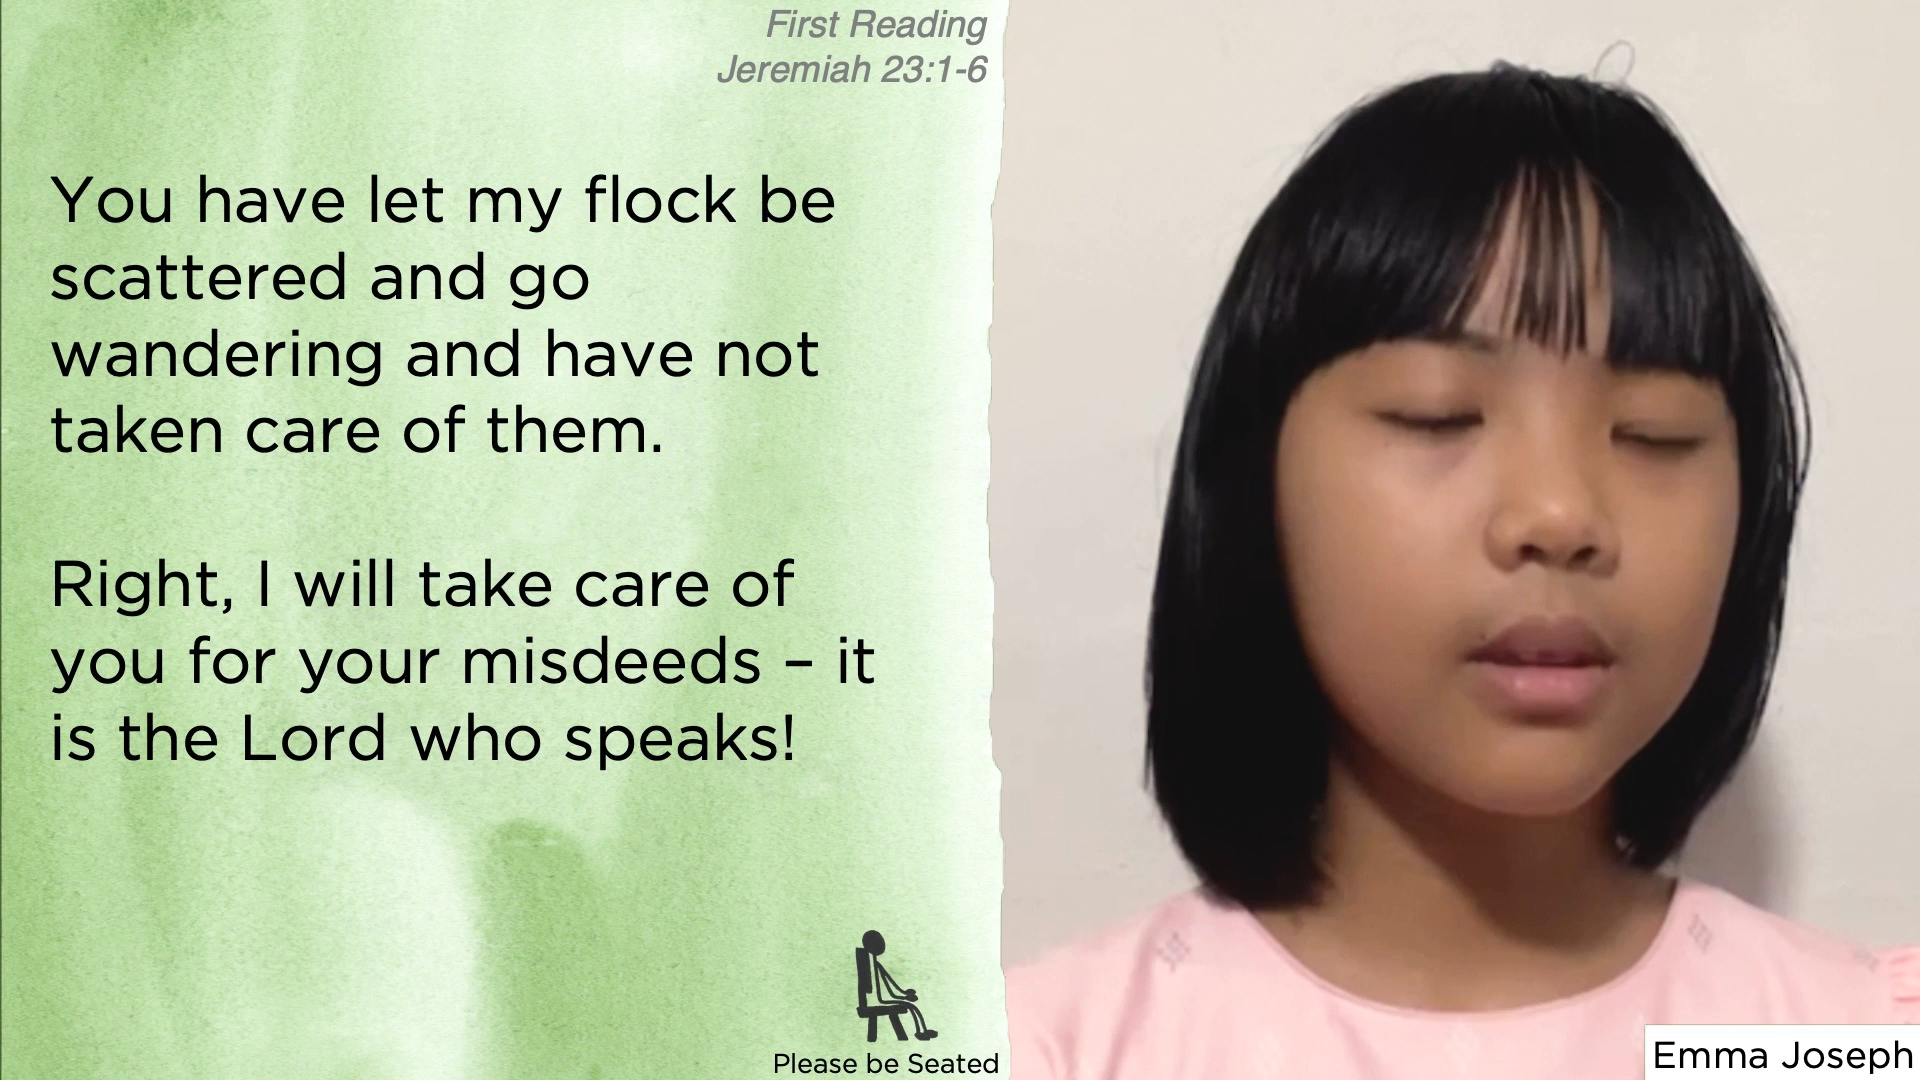 First Reading
Jeremiah 23:1-6
You have let my flock be
scattered and go
wandering and have not
taken care of them.
Right, I will take care of
you for your misdeeds – it
is the Lord who speaks!
Please be Seated
Emma Joseph